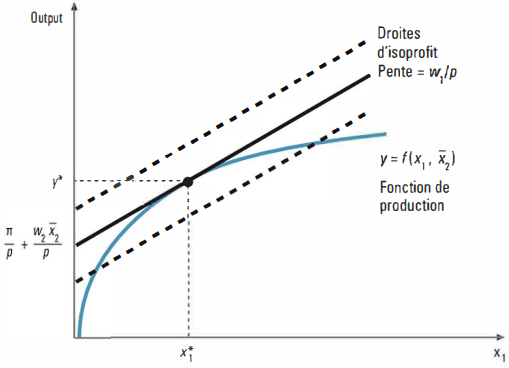 Output
Droites
d'isoprofit
Pente = w₁/p
y = f(x₁ , x̄₂)
Fonction de
production
y*
π/p + w₂x̄₂/p
x₁*
x₁